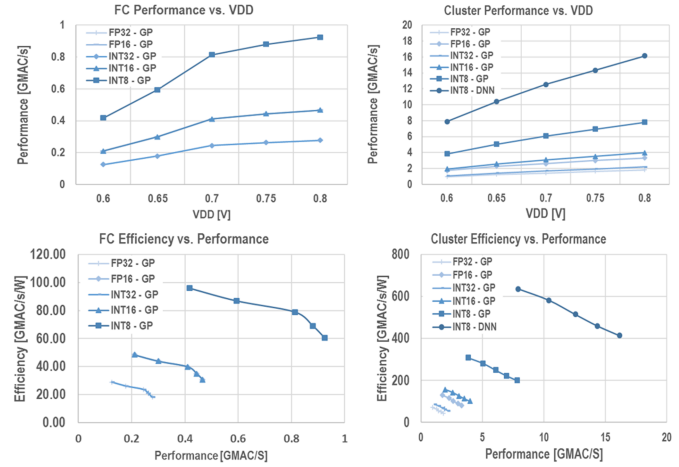 FC Performance vs. VDD
Performance [GMAC/s]
1
0.8
0.6
0.4
0.2
0
FP32 - GP
FP16 - GP
INT32 - GP
INT16 - GP
INT8 - GP
0.6 0.65 0.7 0.75 0.8
VDD [V]
Cluster Performance vs. VDD
Performance [GMAC/s]
20
18
16
14
12
10
8
6
4
2
0
FP32 - GP
FP16 - GP
INT32 - GP
INT16 - GP
INT8 - GP
INT8 - DNN
0.6 0.65 0.7 0.75 0.8
VDD [V]
FC Efficiency vs. Performance
Efficiency [GMAC/s/W]
120.00
100.00
80.00
60.00
40.00
20.00
0.00
FP32 - GP
FP16 - GP
INT32 - GP
INT16 - GP
INT8 - GP
0 0.2 0.4 0.6 0.8 1
Performance [GMAC/S]
Cluster Efficiency vs. Performance
Efficiency [GMAC/s/W]
800
600
400
200
0
FP32 - GP
FP16 - GP
INT32 - GP
INT16 - GP
INT8 - GP
INT8 - DNN
0 5 10 15 20
Performance [GMAC/S]